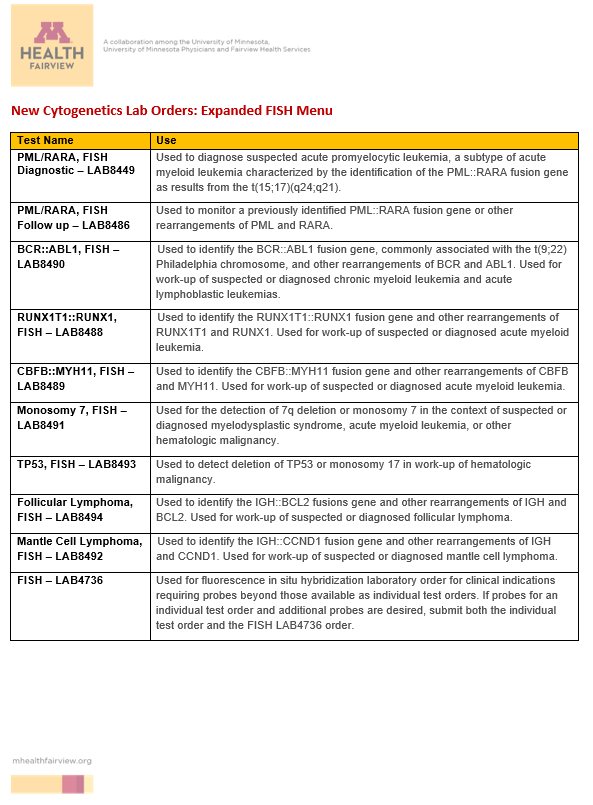 M
HEALTH
FAIRVIEW
A collaboration among the University of Minnesota,
University of Minnesota Physicians and Fairview Health Services
New Cytogenetics Lab Orders: Expanded FISH Menu
Test Name
Use
PML/RARA, FISH
Diagnostic – LAB8449
Used to diagnose suspected acute promyelocytic leukemia, a subtype of acute
myeloid leukemia characterized by the identification of the PML::RARA fusion gene
as results from the t(15;17)(q24;q21).
PML/RARA, FISH
Follow up – LAB8486
Used to monitor a previously identified PML::RARA fusion gene or other
rearrangements of PML and RARA.
BCR::ABL1, FISH –
LAB8490
Used to identify the BCR::ABL1 fusion gene, commonly associated with the t(9;22)
Philadelphia chromosome, and other rearrangements of BCR and ABL1. Used for
work-up of suspected or diagnosed chronic myeloid leukemia and acute
lymphoblastic leukemias.
RUNX1T1::RUNX1,
FISH – LAB8488
Used to identify the RUNX1T1::RUNX1 fusion gene and other rearrangements of
RUNX1T1 and RUNX1. Used for work-up of suspected or diagnosed acute myeloid
leukemia.
CBFB::MYH11, FISH –
LAB8489
Used to identify the CBFB::MYH11 fusion gene and other rearrangements of CBFB
and MYH11. Used for work-up of suspected or diagnosed acute myeloid leukemia.
Monosomy 7, FISH –
LAB8491
Used for the detection of 7q deletion or monosomy 7 in the context of suspected or
diagnosed myelodysplastic syndrome, acute myeloid leukemia, or other
hematologic malignancy.
TP53, FISH – LAB8493
Used to detect deletion of TP53 or monosomy 17 in work-up of hematologic
malignancy.
Follicular Lymphoma,
FISH – LAB8494
Used to identify the IGH::BCL2 fusions gene and other rearrangements of IGH and
BCL2. Used for work-up of suspected or diagnosed follicular lymphoma.
Mantle Cell Lymphoma,
FISH – LAB8492
Used to identify the IGH::CCND1 fusion gene and other rearrangements of IGH
and CCND1. Used for work-up of suspected or diagnosed mantle cell lymphoma.
FISH – LAB4736
Used for fluorescence in situ hybridization laboratory order for clinical indications
requiring probes beyond those available as individual test orders. If probes for an
individual test order and additional probes are desired, submit both the individual
test order and the FISH LAB4736 order.
mhealthfairview.org